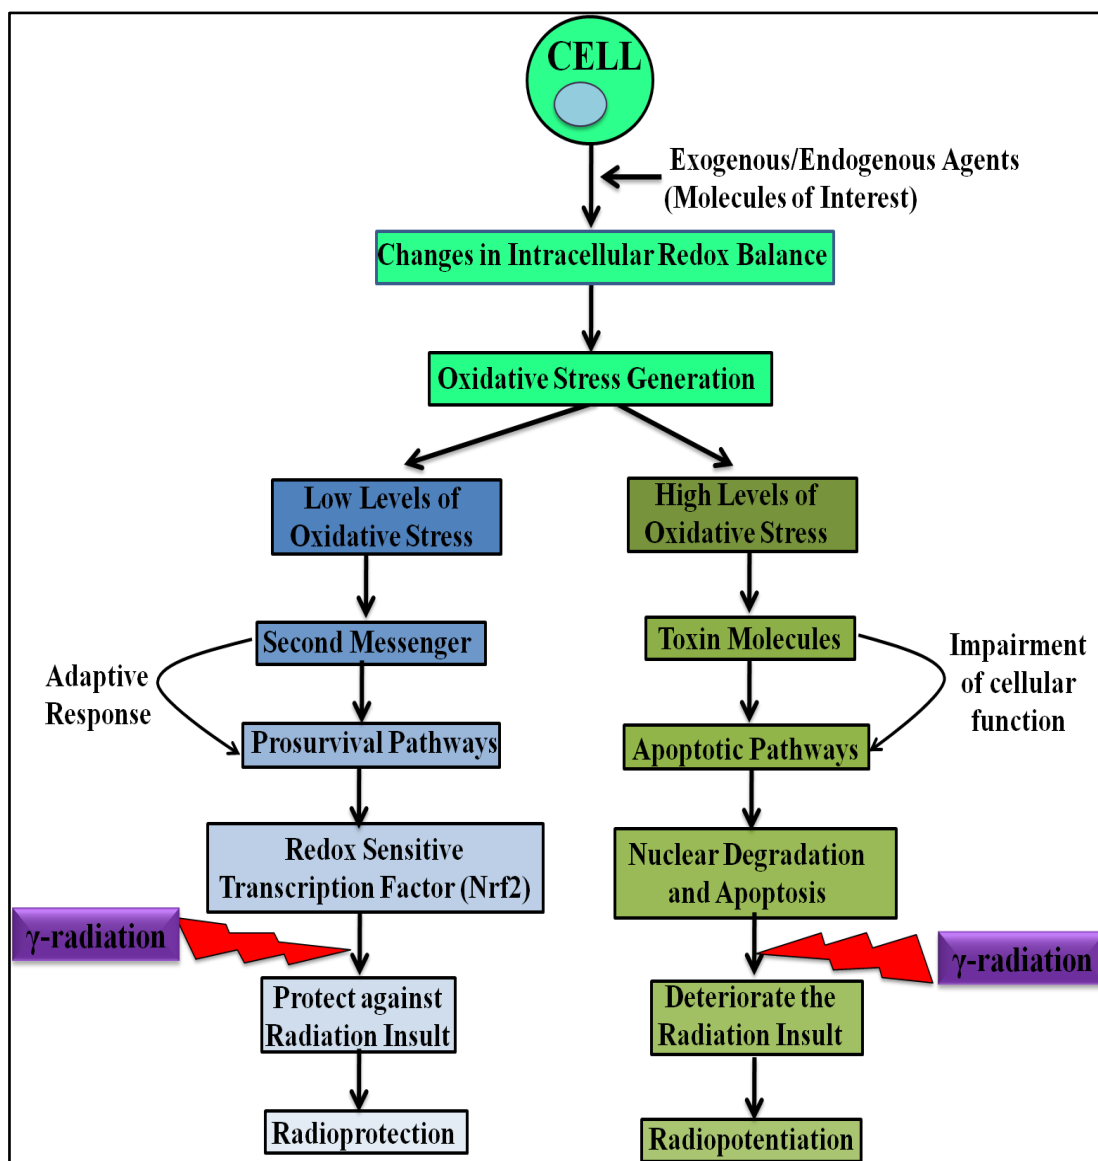 CELL
Exogenous/Endogenous Agents
(Molecules of Interest)
Changes in Intracellular Redox Balance
Oxidative Stress Generation
Low Levels of
Oxidative Stress
High Levels of
Oxidative Stress
Second Messenger
Toxin Molecules
Adaptive
Response
Impairment
of cellular
function
Prosurvival Pathways
Apoptotic Pathways
Redox Sensitive
Transcription Factor (Nrf2)
Nuclear Degradation
and Apoptosis
γ-radiation
γ-radiation
Protect against
Radiation Insult
Deteriorate the
Radiation Insult
Radioprotection
Radiopotentiation